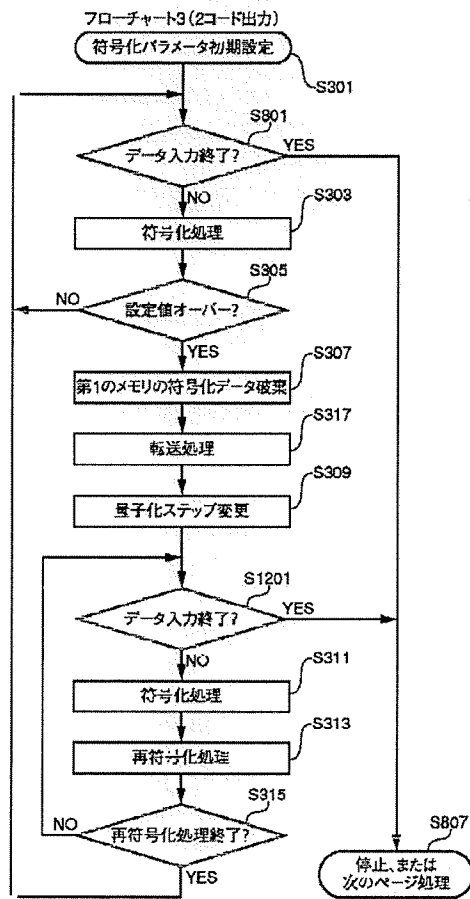 フローチャート3(2コード出力)
符号化パラメータ初期設定
S301
S801
データ入力終了?
YES
NO
S303
符号化処理
S305
NO
設定値オーバー?
YES
S307
第1のメモリの符号化データ破棄
S317
転送処理
S309
量子化ステップ変更
S1201
データ入力終了?
YES
NO
S311
符号化処理
S313
再符号化処理
S315
NO
再符号化処理終了?
YES
S807
停止、または
次のページ処理